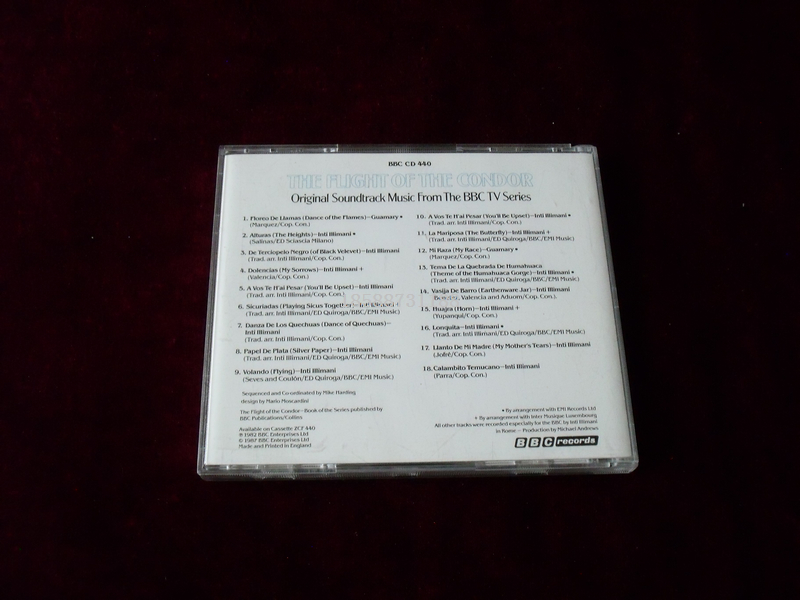 BBC CD 440
THE FLIGHT OF THE CONDOR
Original Soundtrack Music From The BBC TV Series
1. Floreo De Llamas (Dance of the Flames)–Guamary •
(Marquez/Cop. Con.)
2. Alturas (The Heights)–Inti Illimani •
(Salinas/ED Sciascia Milano)
3. De Terciopelo Negro (of Black Velevet)–Inti Illimani
(Trad. arr. Inti Illimani/Cop. Con.)
4. Dolencias (My Sorrows)–Inti Illimani +
(Valencia/Cop. Con.)
5. A Vos Te H'ai Pesar (You'll Be Upset)–Inti Illimani
(Trad. arr. Inti Illimani/Cop. Con.)
6. Sicuriadas (Playing Sicus Together)–Inti Illimani +
(Trad. arr. Inti Illimani/ED Quiroga/BBC/EMI Music)
7. Danza De Los Quechuas (Dance of Quechuas)–
Inti Illimani
(Trad. arr. Inti Illimani/Cop. Con.)
8. Papel De Plata (Silver Paper)–Inti Illimani
(Trad. arr. Inti Illimani/ED Quiroga/BBC/EMI Music)
9. Volando (Flying)–Inti Illimani
(Seves and Coulón/ED Quiroga/BBC/EMI Music)
Sequenced and Co-ordinated by Mike Harding
design by Mario Moscardini
The Flight of the Condor–Book of the Series published by
BBC Publications/Collins
Available on Cassette ZCF 440
℗ 1982 BBC Enterprises Ltd
© 1987 BBC Enterprises Ltd
Made and Printed in England
10. A Vos Te H'ai Pesar (You'll Be Upset)–Inti Illimani •
(Trad. arr. Inti Illimani/Cop. Con.)
11. La Mariposa (The Butterfly)–Inti Illimani +
(Trad. arr. Inti Illimani/ED Quiroga/BBC/EMI Music)
12. Mi Raza (My Race)–Guamary •
(Marquez/Cop. Con.)
13. Tema De La Quebrada De Humahuaca
(Theme of the Humahuaca Gorge)–Inti Illimani •
(Trad. arr. Inti Illimani/ED Quiroga/BBC/EMI Music)
14. Vasija De Barro (Earthenware Jar)–Inti Illimani
Valencia and Aduom/Cop. Con.)
15. Huajra (Horn)–Inti Illimani +
(Yupanqui/Cop. Con.)
16. Lonquita–Inti Illimani •
(Trad. arr. Inti Illimani/ED Quiroga/BBC/EMI Music)
17. Llanto De Mi Madre (My Mother's Tears)–Inti Illimani
(Jofré/Cop. Con.)
18. Calambito Temucano–Inti Illimani
(Parra/Cop. Con.)
• By arrangement with EMI Records Ltd
+ By arrangement with Inter Musique Luxembourg
All other tracks were recorded especially for the BBC by Inti Illimani
in Rome – Production by Michael Andrews
BBC records